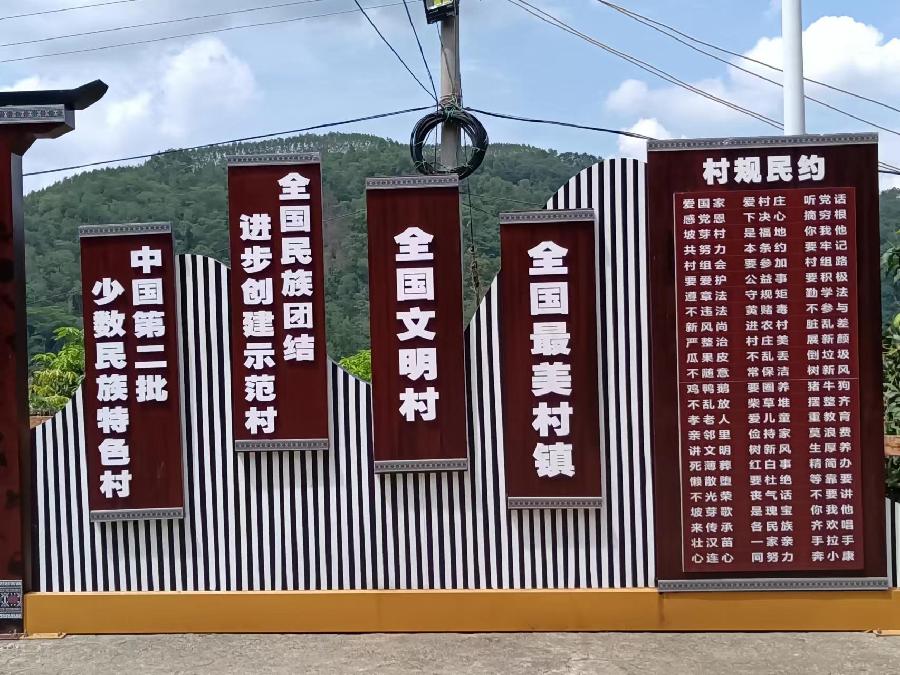 中国第二批
少数民族特色村
全国民族团结
进步创建示范村
全国文明村
全国最美村镇
村规民约
爱国家 爱村庄 听党话
感党恩 下决心 摘穷根
坡芽村 是福地 你我他
共努力 本条约 要牢记
村组会 要参加 村组路
要爱护 公益事 要积极
遵章法 守规矩 勤学法
不违法 黄赌毒 不参与
新风尚 进农村 脏乱差
严整治 村庄美 展新颜
瓜果皮 不乱丢 倒垃圾
不随意 常保洁 树新风
鸡鸭鹅 要圈养 猪牛狗
不乱放 柴草堆 摆整齐
孝老人 爱儿童 重教育
亲邻里 俭持家 莫浪费
讲文明 树新风 生厚养
死薄葬 红白事 精简办
懒散堕 要杜绝 等靠要
不光荣 丧气话 不要讲
坡芽歌 是瑰宝 你我他
来传承 各民族 齐欢唱
壮汉苗 一家亲 手拉手
心连心 同努力 奔小康